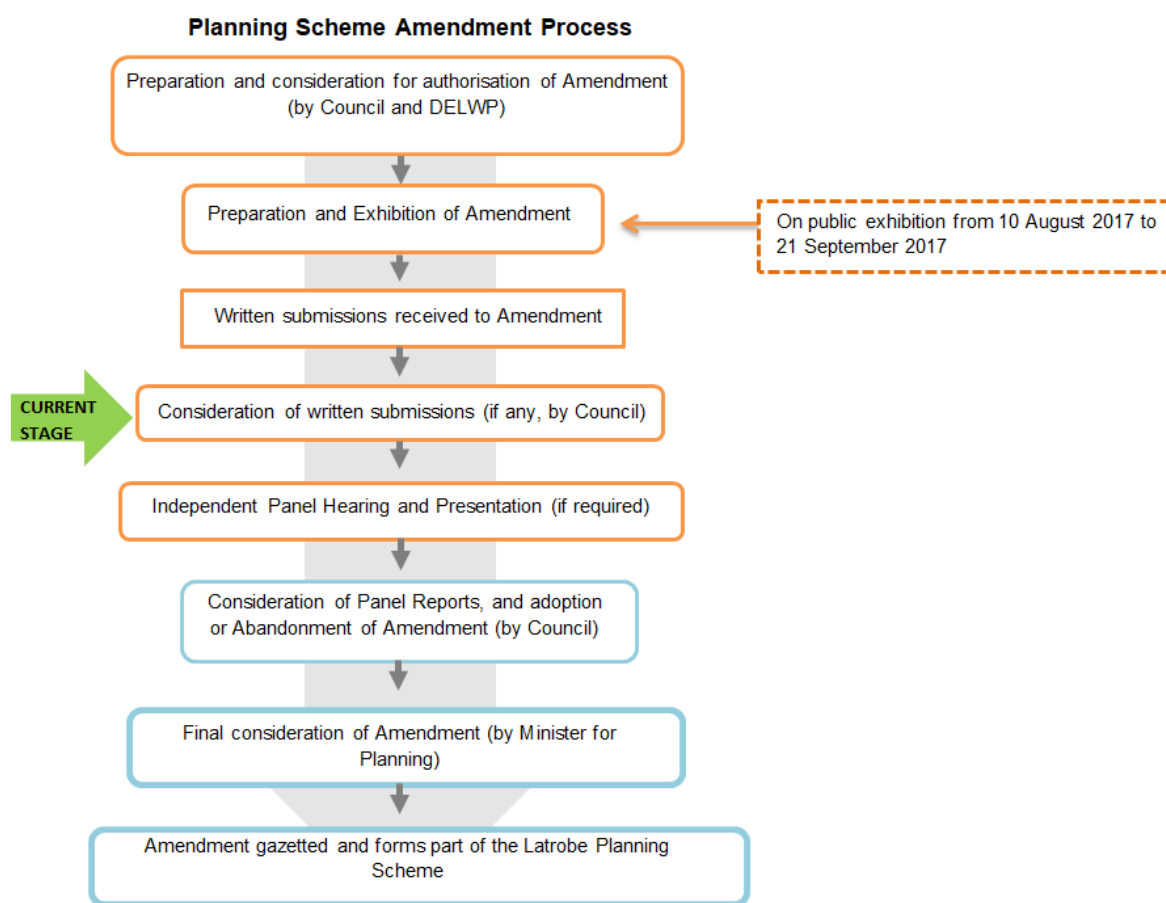 Planning Scheme Amendment Process
Preparation and consideration for authorisation of Amendment
(by Council and DELWP)
Preparation and Exhibition of Amendment
On public exhibition from 10 August 2017 to
21 September 2017
Written submissions received to Amendment
CURRENT
STAGE
Consideration of written submissions (if any, by Council)
Independent Panel Hearing and Presentation (if required)
Consideration of Panel Reports, and adoption
or Abandonment of Amendment (by Council)
Final consideration of Amendment (by Minister for
Planning)
Amendment gazetted and forms part of the Latrobe Planning
Scheme